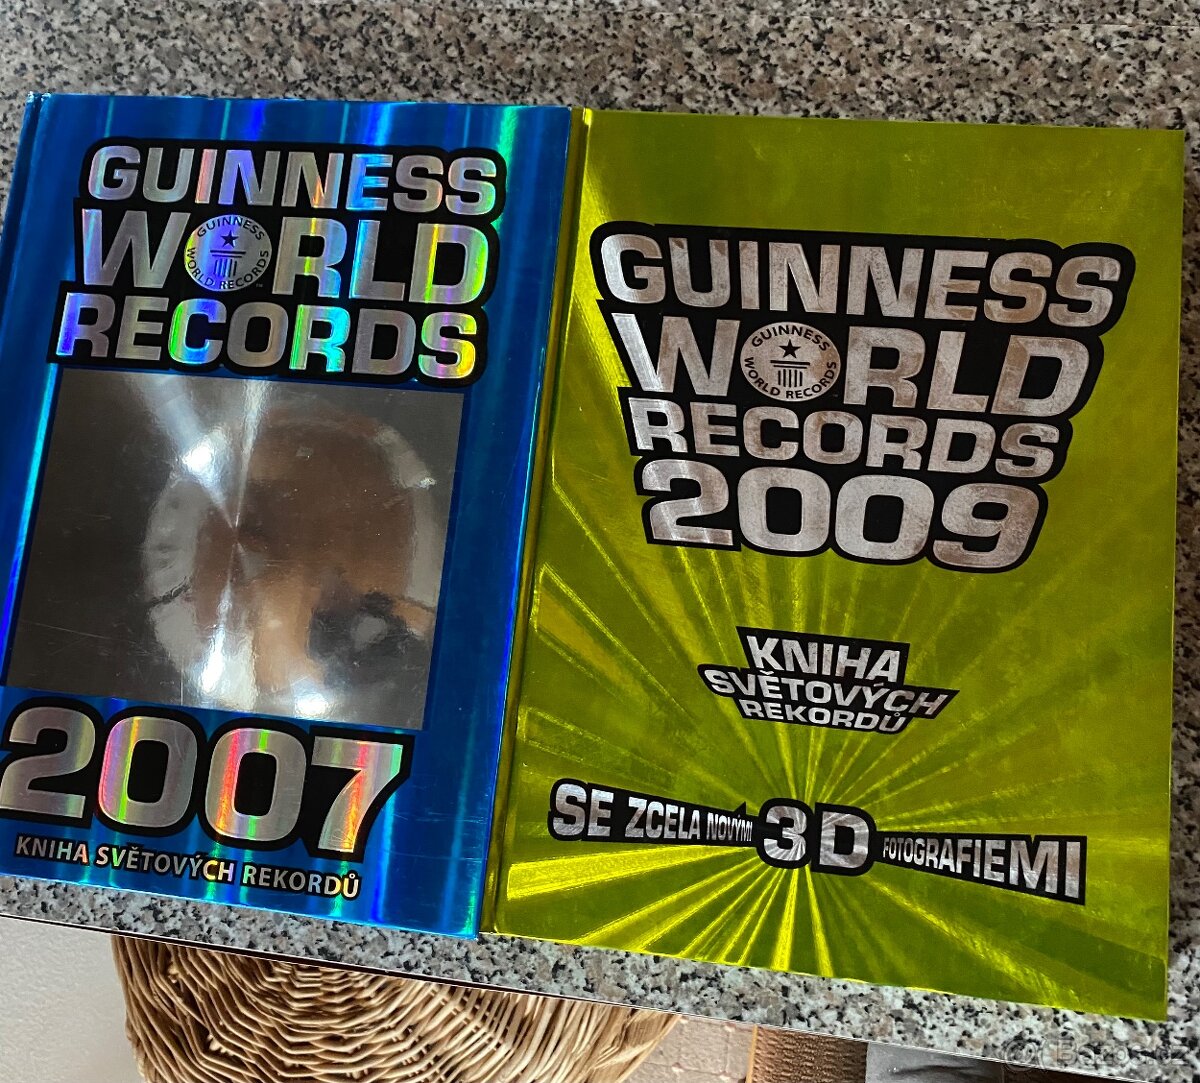 GUINNESS
WORLD
GUINNESS
WORLD RECORDS
RECORDS
2007
KNIHA SVĚTOVÝCH REKORDŮ
GUINNESS
WORLD
GUINNESS
WORLD RECORDS
RECORDS
2009
KNIHA
SVĚTOVÝCH
REKORDŮ
SE ZCELA NOVÝMI 3D FOTOGRAFIEMI